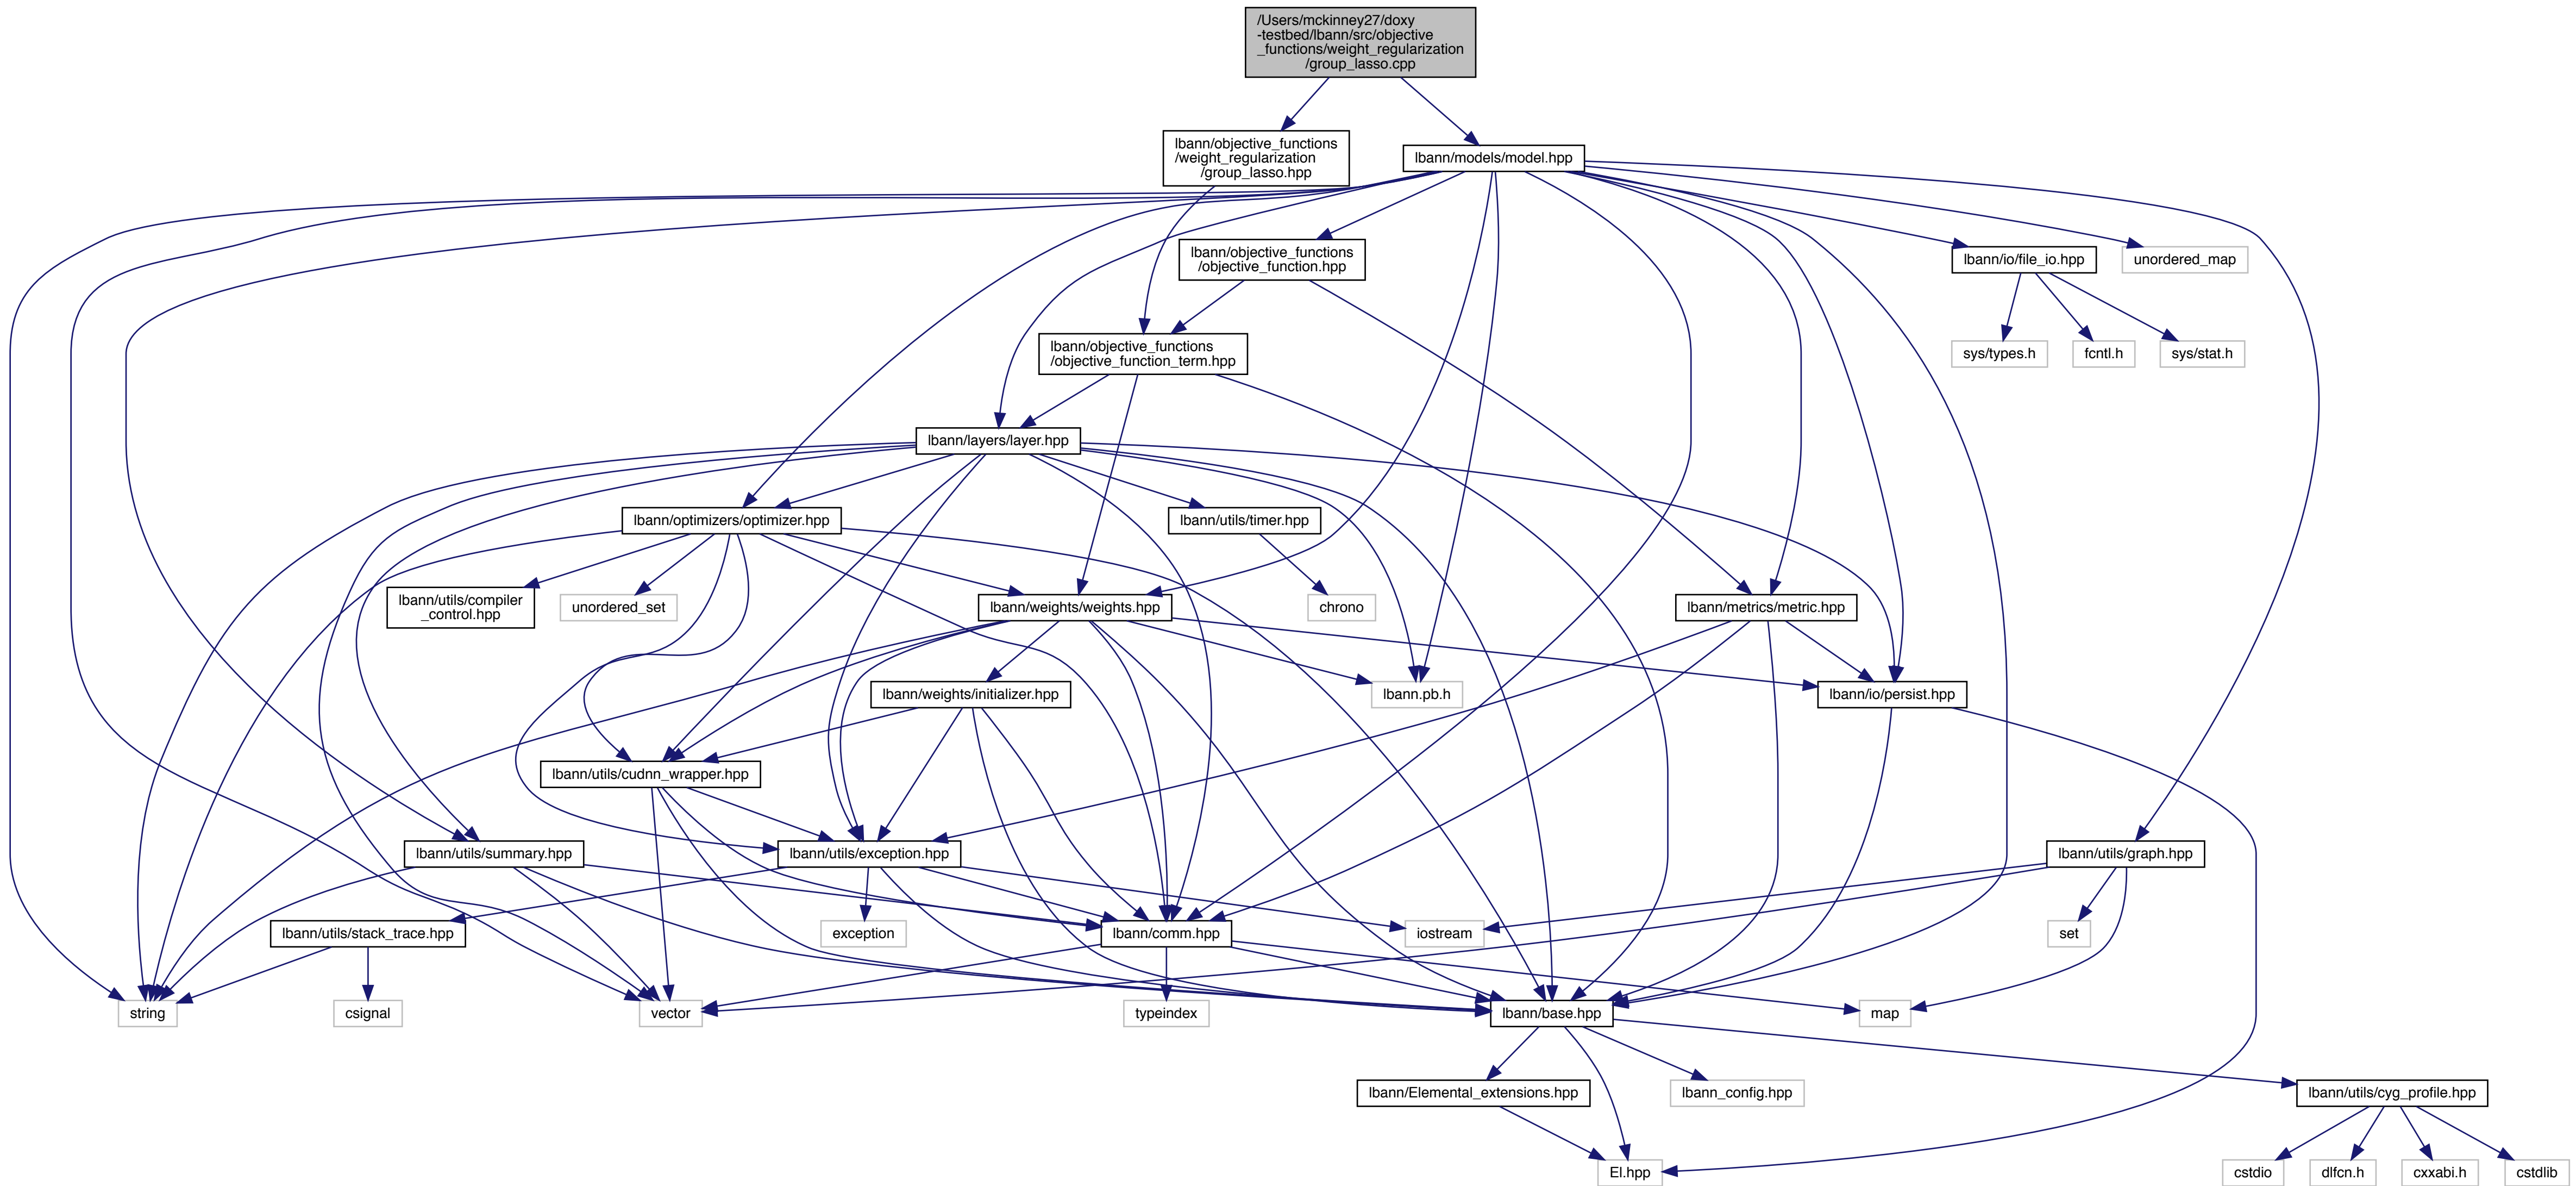 /Users/mckinney27/doxy
-testbed/lbann/src/objective
_functions/weight_regularization
/group_lasso.cpp
lbann/objective_functions
/weight_regularization
/group_lasso.hpp
lbann/models/model.hpp
lbann/objective_functions
/objective_function.hpp
lbann/io/file_io.hpp
unordered_map
lbann/objective_functions
/objective_function_term.hpp
sys/types.h
fcntl.h
sys/stat.h
lbann/layers/layer.hpp
lbann/optimizers/optimizer.hpp
lbann/utils/timer.hpp
lbann/utils/compiler
_control.hpp
unordered_set
lbann/weights/weights.hpp
chrono
lbann/metrics/metric.hpp
lbann/weights/initializer.hpp
lbann.pb.h
lbann/io/persist.hpp
lbann/utils/cudnn_wrapper.hpp
lbann/utils/summary.hpp
lbann/utils/exception.hpp
lbann/utils/graph.hpp
lbann/utils/stack_trace.hpp
exception
lbann/comm.hpp
iostream
set
string
csignal
vector
typeindex
lbann/base.hpp
map
lbann/Elemental_extensions.hpp
lbann_config.hpp
lbann/utils/cyg_profile.hpp
El.hpp
cstdio
dlfcn.h
cxxabi.h
cstdlib